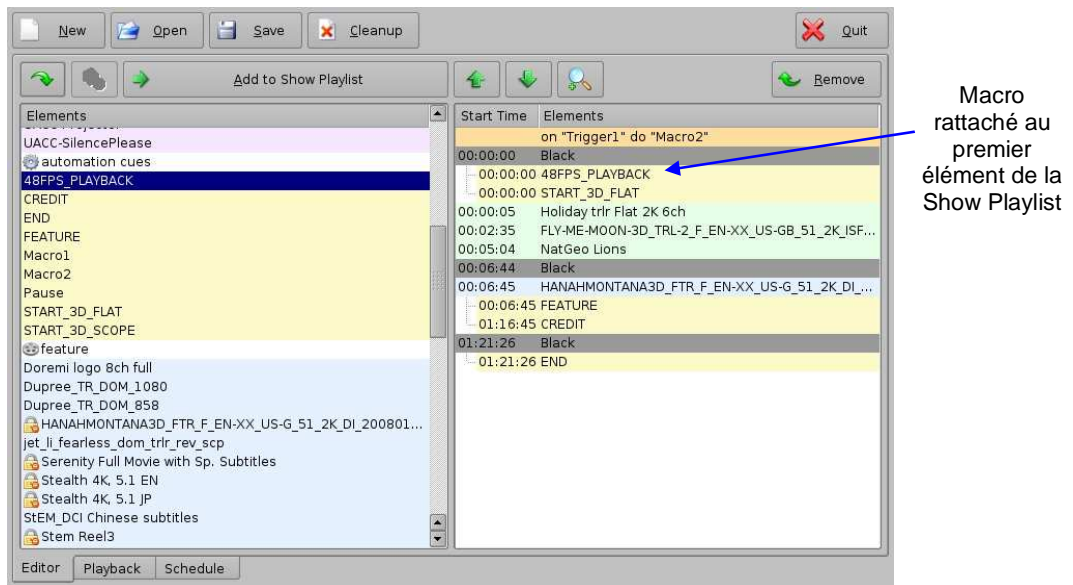 New Open Save Cleanup Quit
Add to Show Playlist Remove
Elements
UACC-SilencePlease
automation cues
48FPS_PLAYBACK
CREDIT
END
FEATURE
Macro1
Macro2
Pause
START_3D_FLAT
START_3D_SCOPE
feature
Doremi logo 8ch full
Dupree_TR_DOM_1080
Dupree_TR_DOM_858
HANAHMONTANA3D_FTR_F_EN-XX_US-G_51_2K_DI_200801...
jet_li_fearless_dom_trlr_rev_scp
Serenity Full Movie with Sp. Subtitles
Stealth 4K, 5.1 EN
Stealth 4K, 5.1 JP
StEM_DCI Chinese subtitles
Stem Reel3
Start Time Elements
on "Trigger1" do "Macro2"
00:00:00 Black
00:00:00 48FPS_PLAYBACK
00:00:00 START_3D_FLAT
00:00:05 Holiday trlr Flat 2K 6ch
00:02:35 FLY-ME-MOON-3D_TRL-2_F_EN-XX_US-GB_51_2K_ISF...
00:05:04 NatGeo Lions
00:06:44 Black
00:06:45 HANAHMONTANA3D_FTR_F_EN-XX_US-G_51_2K_DI_...
00:06:45 FEATURE
01:16:45 CREDIT
01:21:26 Black
01:21:26 END
Editor Playback Schedule
Macro
rattaché au
premier
élément de la
Show Playlist